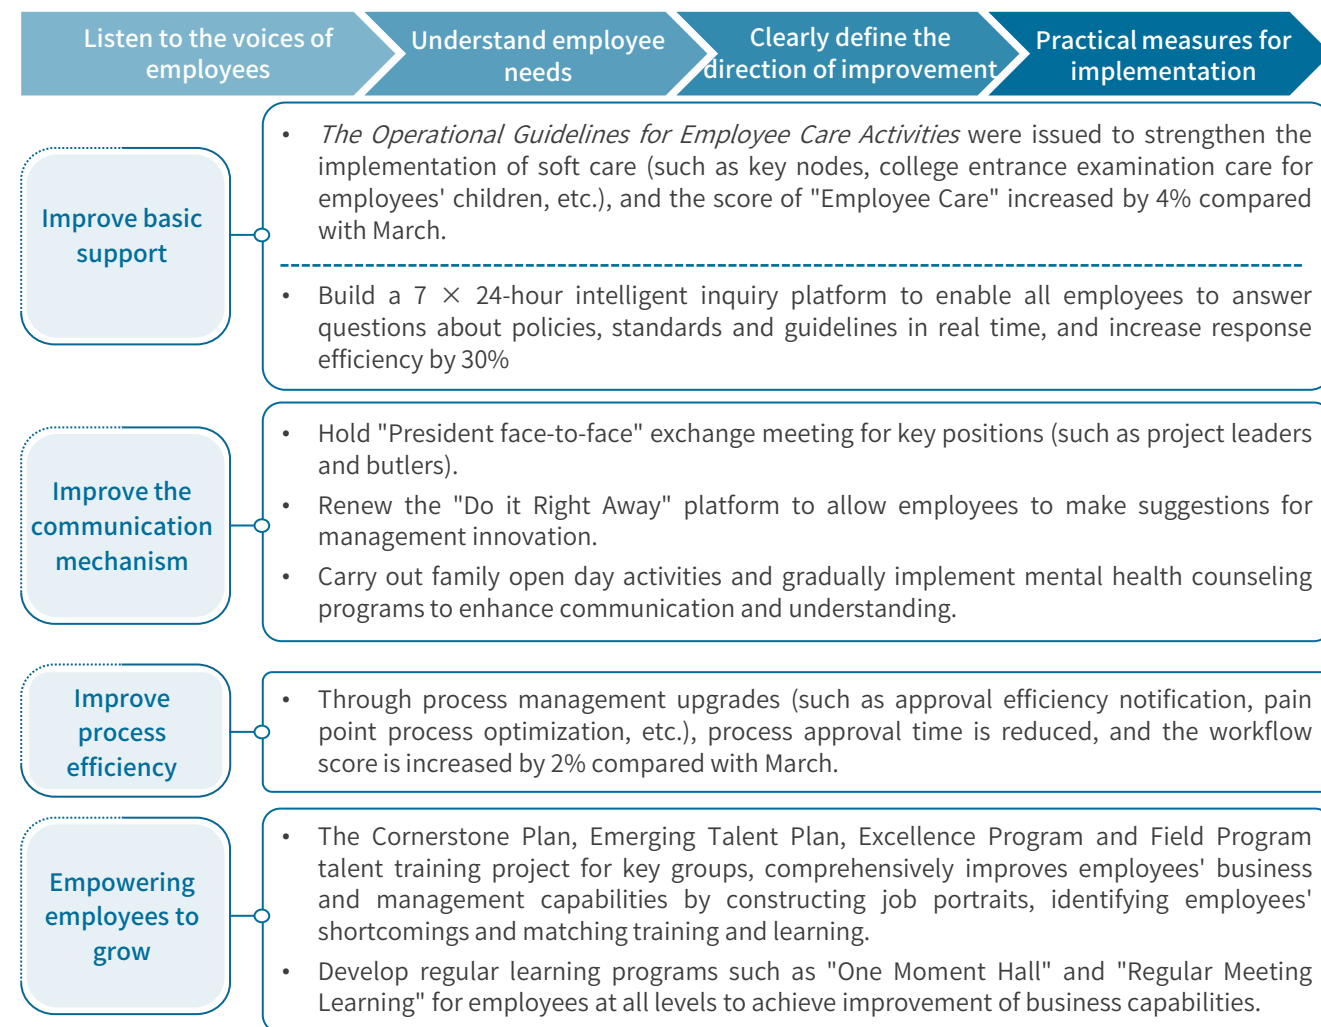 Listen to the voices of
employees
Understand employee
needs
Clearly define the
direction of improvement
Practical measures for
implementation
Improve basic
support
• The Operational Guidelines for Employee Care Activities were issued to strengthen the
implementation of soft care (such as key nodes, college entrance examination care for
employees' children, etc.), and the score of "Employee Care" increased by 4% compared
with March.
• Build a 7 × 24-hour intelligent inquiry platform to enable all employees to answer
questions about policies, standards and guidelines in real time, and increase response
efficiency by 30%
Improve the
communication
mechanism
• Hold "President face-to-face" exchange meeting for key positions (such as project leaders
and butlers).
• Renew the "Do it Right Away" platform to allow employees to make suggestions for
management innovation.
• Carry out family open day activities and gradually implement mental health counseling
programs to enhance communication and understanding.
Improve
process
efficiency
• Through process management upgrades (such as approval efficiency notification, pain
point process optimization, etc.), process approval time is reduced, and the workflow
score is increased by 2% compared with March.
Empowering
employees to
grow
• The Cornerstone Plan, Emerging Talent Plan, Excellence Program and Field Program
talent training project for key groups, comprehensively improves employees' business
and management capabilities by constructing job portraits, identifying employees'
shortcomings and matching training and learning.
• Develop regular learning programs such as "One Moment Hall" and "Regular Meeting
Learning" for employees at all levels to achieve improvement of business capabilities.